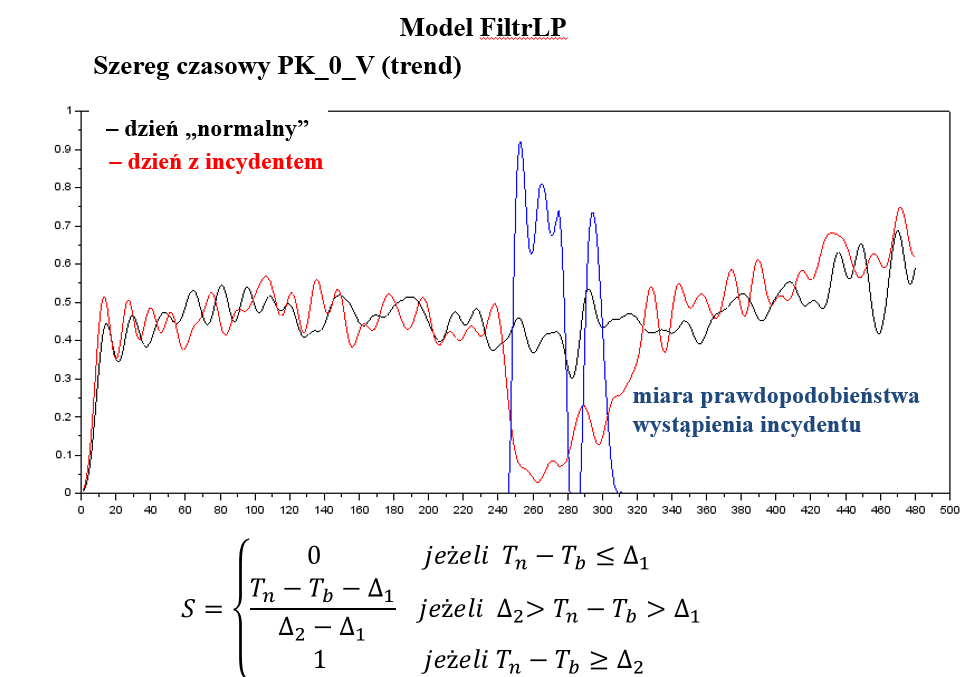 Model FiltrLP
Szereg czasowy PK_0_V (trend)
– dzień „normalny”
– dzień z incydentem
1
0.9
0.8
0.7
0.6
0.5
0.4
0.3
0.2
0.1
0
miara prawdopodobieństwa
wystąpienia incydentu
0 20 40 60 80 100 120 140 160 180 200 220 240 260 280 300 320 340 360 380 400 420 440 460 480 500
S = { 0 jeżeli T_n − T_b ≤ Δ_1
(T_n − T_b − Δ_1) / (Δ_2 − Δ_1) jeżeli Δ_2 > T_n − T_b > Δ_1
1 jeżeli T_n − T_b ≥ Δ_2